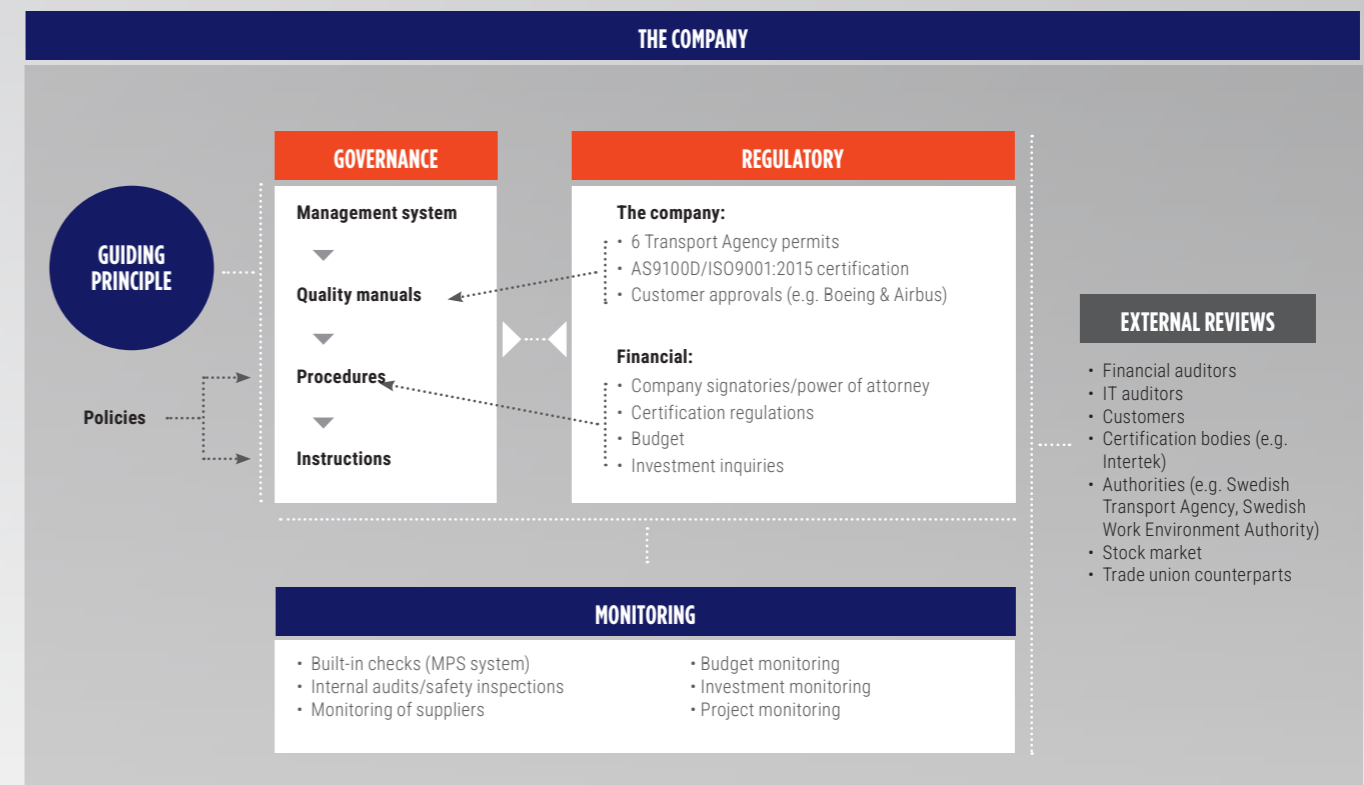 THE COMPANY
GUIDING
PRINCIPLE
Policies
GOVERNANCE
Management system
Quality manuals
Procedures
Instructions
REGULATORY
The company:
• 6 Transport Agency permits
• AS9100D/ISO9001:2015 certification
• Customer approvals (e.g. Boeing & Airbus)
Financial:
• Company signatories/power of attorney
• Certification regulations
• Budget
• Investment inquiries
EXTERNAL REVIEWS
• Financial auditors
• IT auditors
• Customers
• Certification bodies (e.g.
Intertek)
• Authorities (e.g. Swedish
Transport Agency, Swedish
Work Environment Authority)
• Stock market
• Trade union counterparts
MONITORING
• Built-in checks (MPS system)
• Internal audits/safety inspections
• Monitoring of suppliers
• Budget monitoring
• Investment monitoring
• Project monitoring